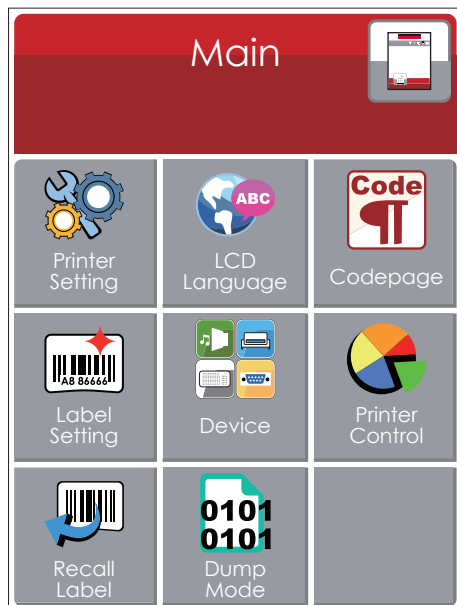 Main
ABC
Code
Printer
Setting
LCD
Language
Codepage
A8 86666
Label
Setting
Device
Printer
Control
0101
0101
Recall
Label
Dump
Mode